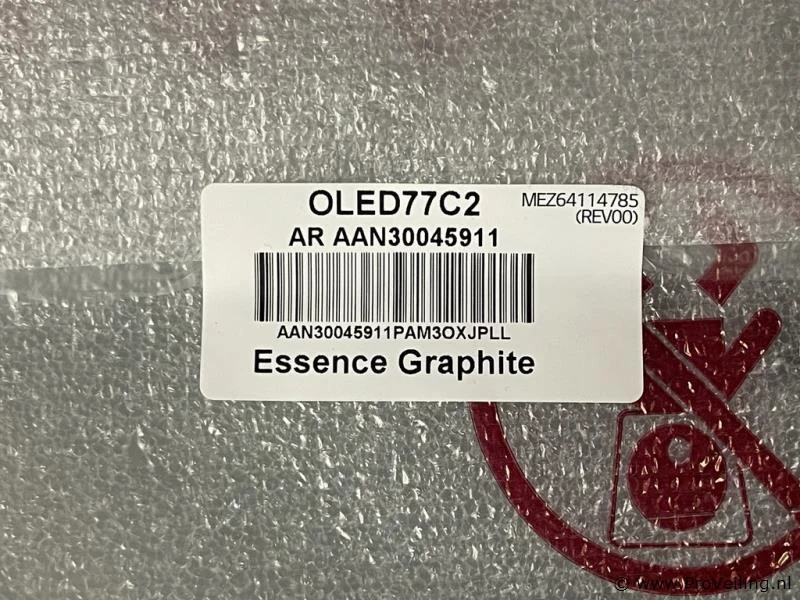 OLED77C2
MEZ64114785
(REV00)
AR AAN30045911
AAN30045911PAM3OXJPLL
Essence Graphite
© www.ProVeiling.nl